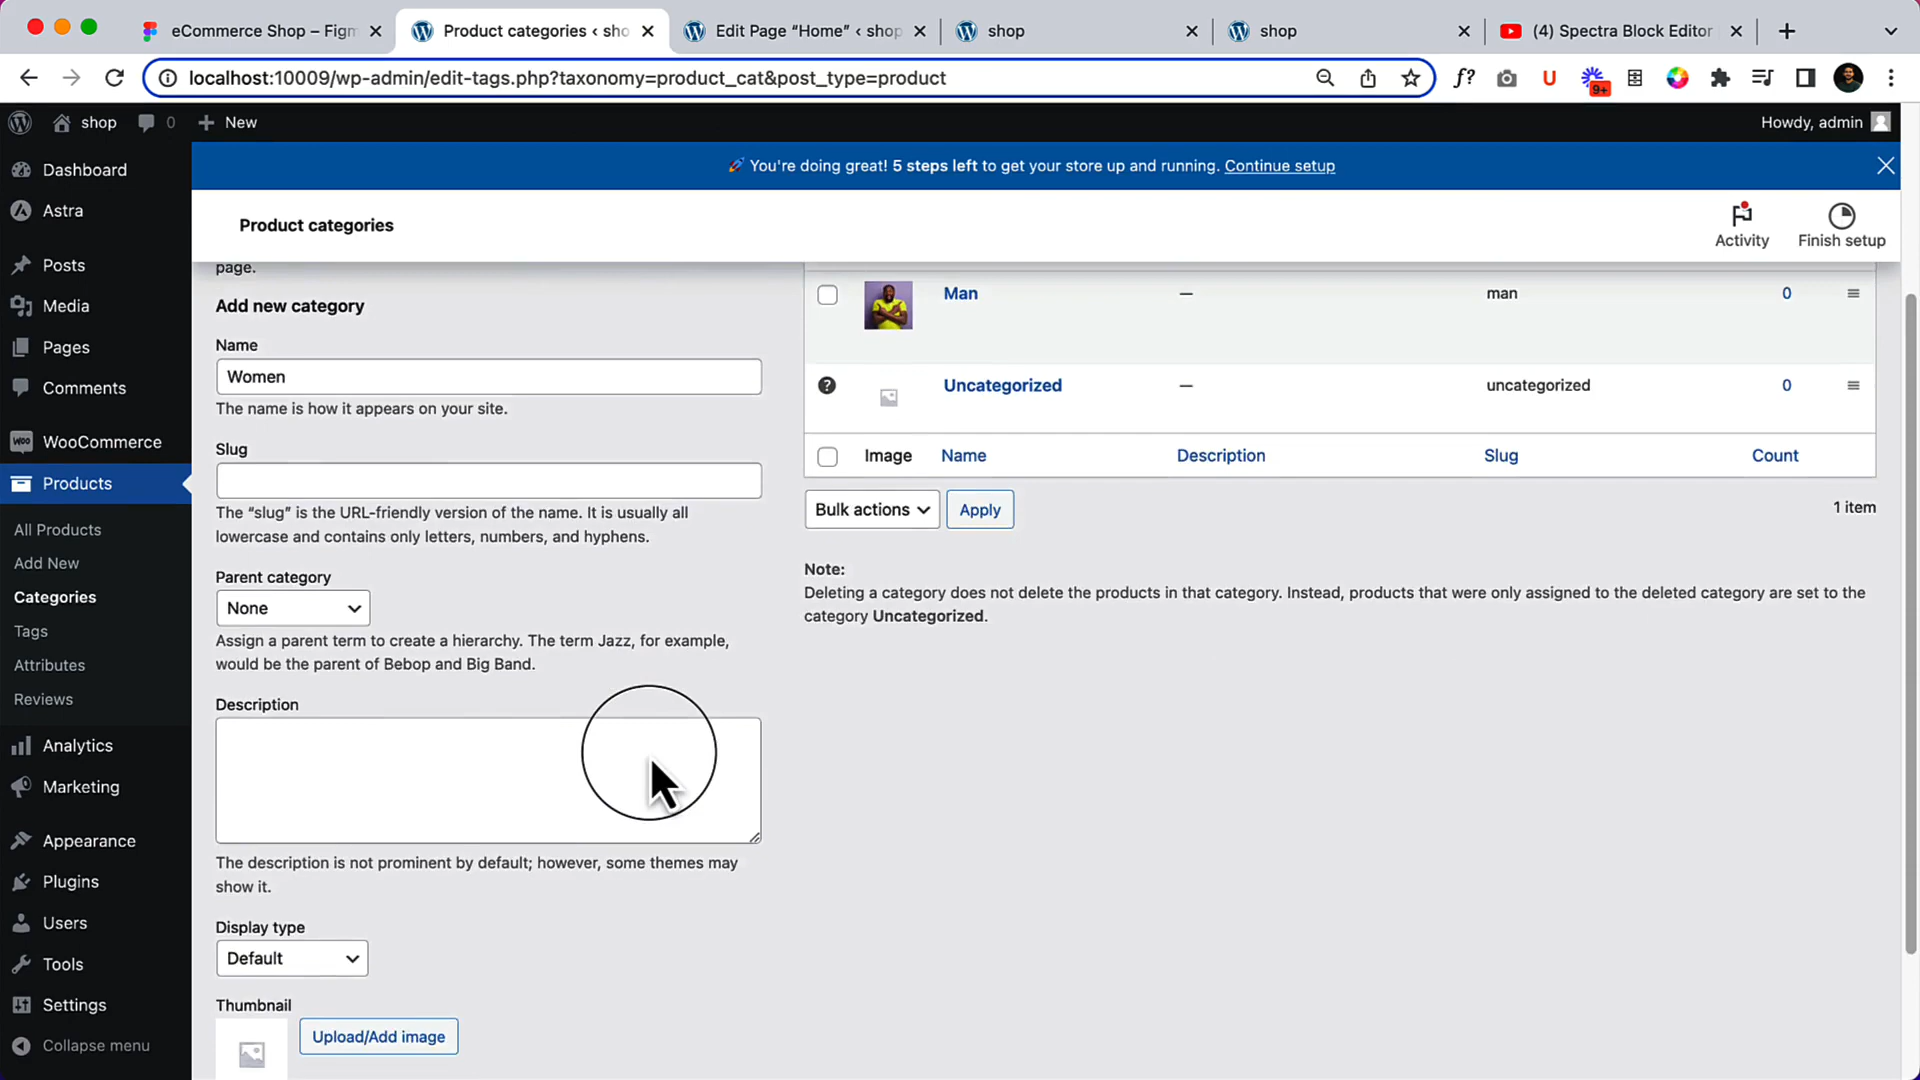 eCommerce Shop – Figm
Product categories ‹ sho
Edit Page “Home” ‹ shop
shop
shop
(4) Spectra Block Editor
localhost:10009/wp-admin/edit-tags.php?taxonomy=product_cat&post_type=product
f?
U
9+
shop
0
New
Howdy, admin
🚀 You're doing great! 5 steps left to get your store up and running. Continue setup
Dashboard
Astra
Posts
Media
Pages
Comments
woo WooCommerce
Products
All Products
Add New
Categories
Tags
Attributes
Reviews
Analytics
Marketing
Appearance
Plugins
Users
Tools
Settings
Collapse menu
Product categories
Activity
Finish setup
page.
Add new category
Name
Women
The name is how it appears on your site.
Slug
The “slug” is the URL-friendly version of the name. It is usually all
lowercase and contains only letters, numbers, and hyphens.
Parent category
None
Assign a parent term to create a hierarchy. The term Jazz, for example,
would be the parent of Bebop and Big Band.
Description
The description is not prominent by default; however, some themes may
show it.
Display type
Default
Thumbnail
Upload/Add image
Man — man 0
? Uncategorized — uncategorized 0
Image Name Description Slug Count
Bulk actions Apply 1 item
Note:
Deleting a category does not delete the products in that category. Instead, products that were only assigned to the deleted category are set to the
category Uncategorized.